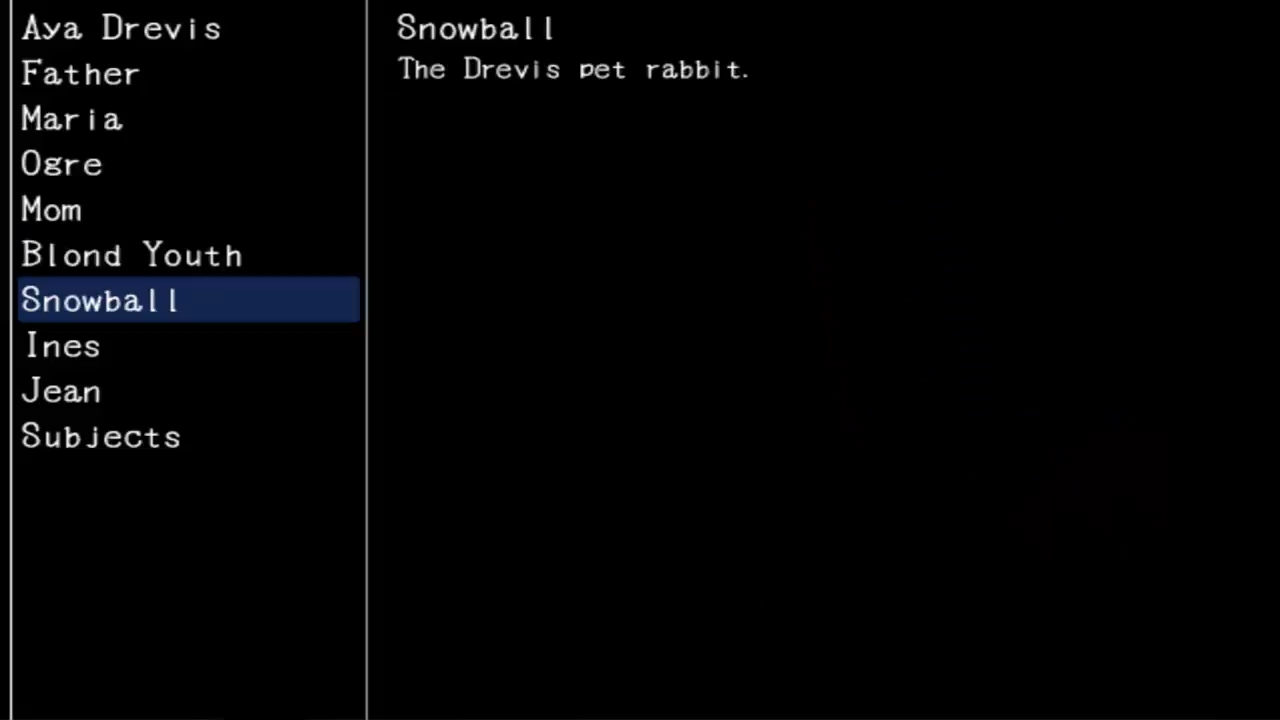 Aya Drevis
Father
Maria
Ogre
Mom
Blond Youth
Snowball
Ines
Jean
Subjects
Snowball
The Drevis pet rabbit.